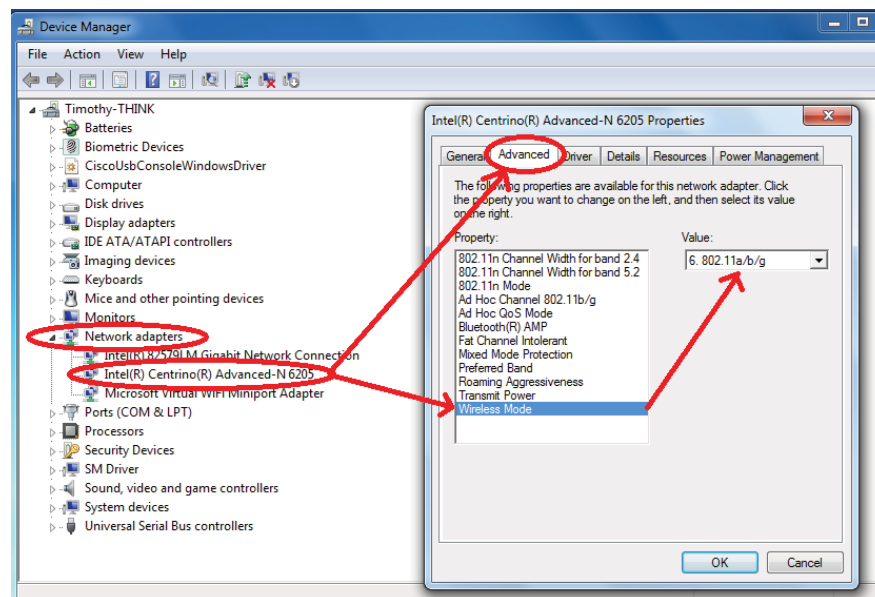 Device Manager
File Action View Help
Timothy-THINK
Batteries
Biometric Devices
CiscoUsbConsoleWindowsDriver
Computer
Disk drives
Display adapters
IDE ATA/ATAPI controllers
Imaging devices
Keyboards
Mice and other pointing devices
Monitors
Network adapters
Intel(R) 82579LM Gigabit Network Connection
Intel(R) Centrino(R) Advanced-N 6205
Microsoft Virtual WiFi Miniport Adapter
Ports (COM & LPT)
Processors
Security Devices
SM Driver
Sound, video and game controllers
System devices
Universal Serial Bus controllers
Intel(R) Centrino(R) Advanced-N 6205 Properties
General Advanced Driver Details Resources Power Management
The following properties are available for this network adapter. Click
the property you want to change on the left, and then select its value
on the right.
Property:
802.11n Channel Width for band 2.4
802.11n Channel Width for band 5.2
802.11n Mode
Ad Hoc Channel 802.11b/g
Ad Hoc QoS Mode
Bluetooth(R) AMP
Fat Channel Intolerant
Mixed Mode Protection
Preferred Band
Roaming Aggressiveness
Transmit Power
Wireless Mode
Value:
6. 802.11a/b/g
OK Cancel